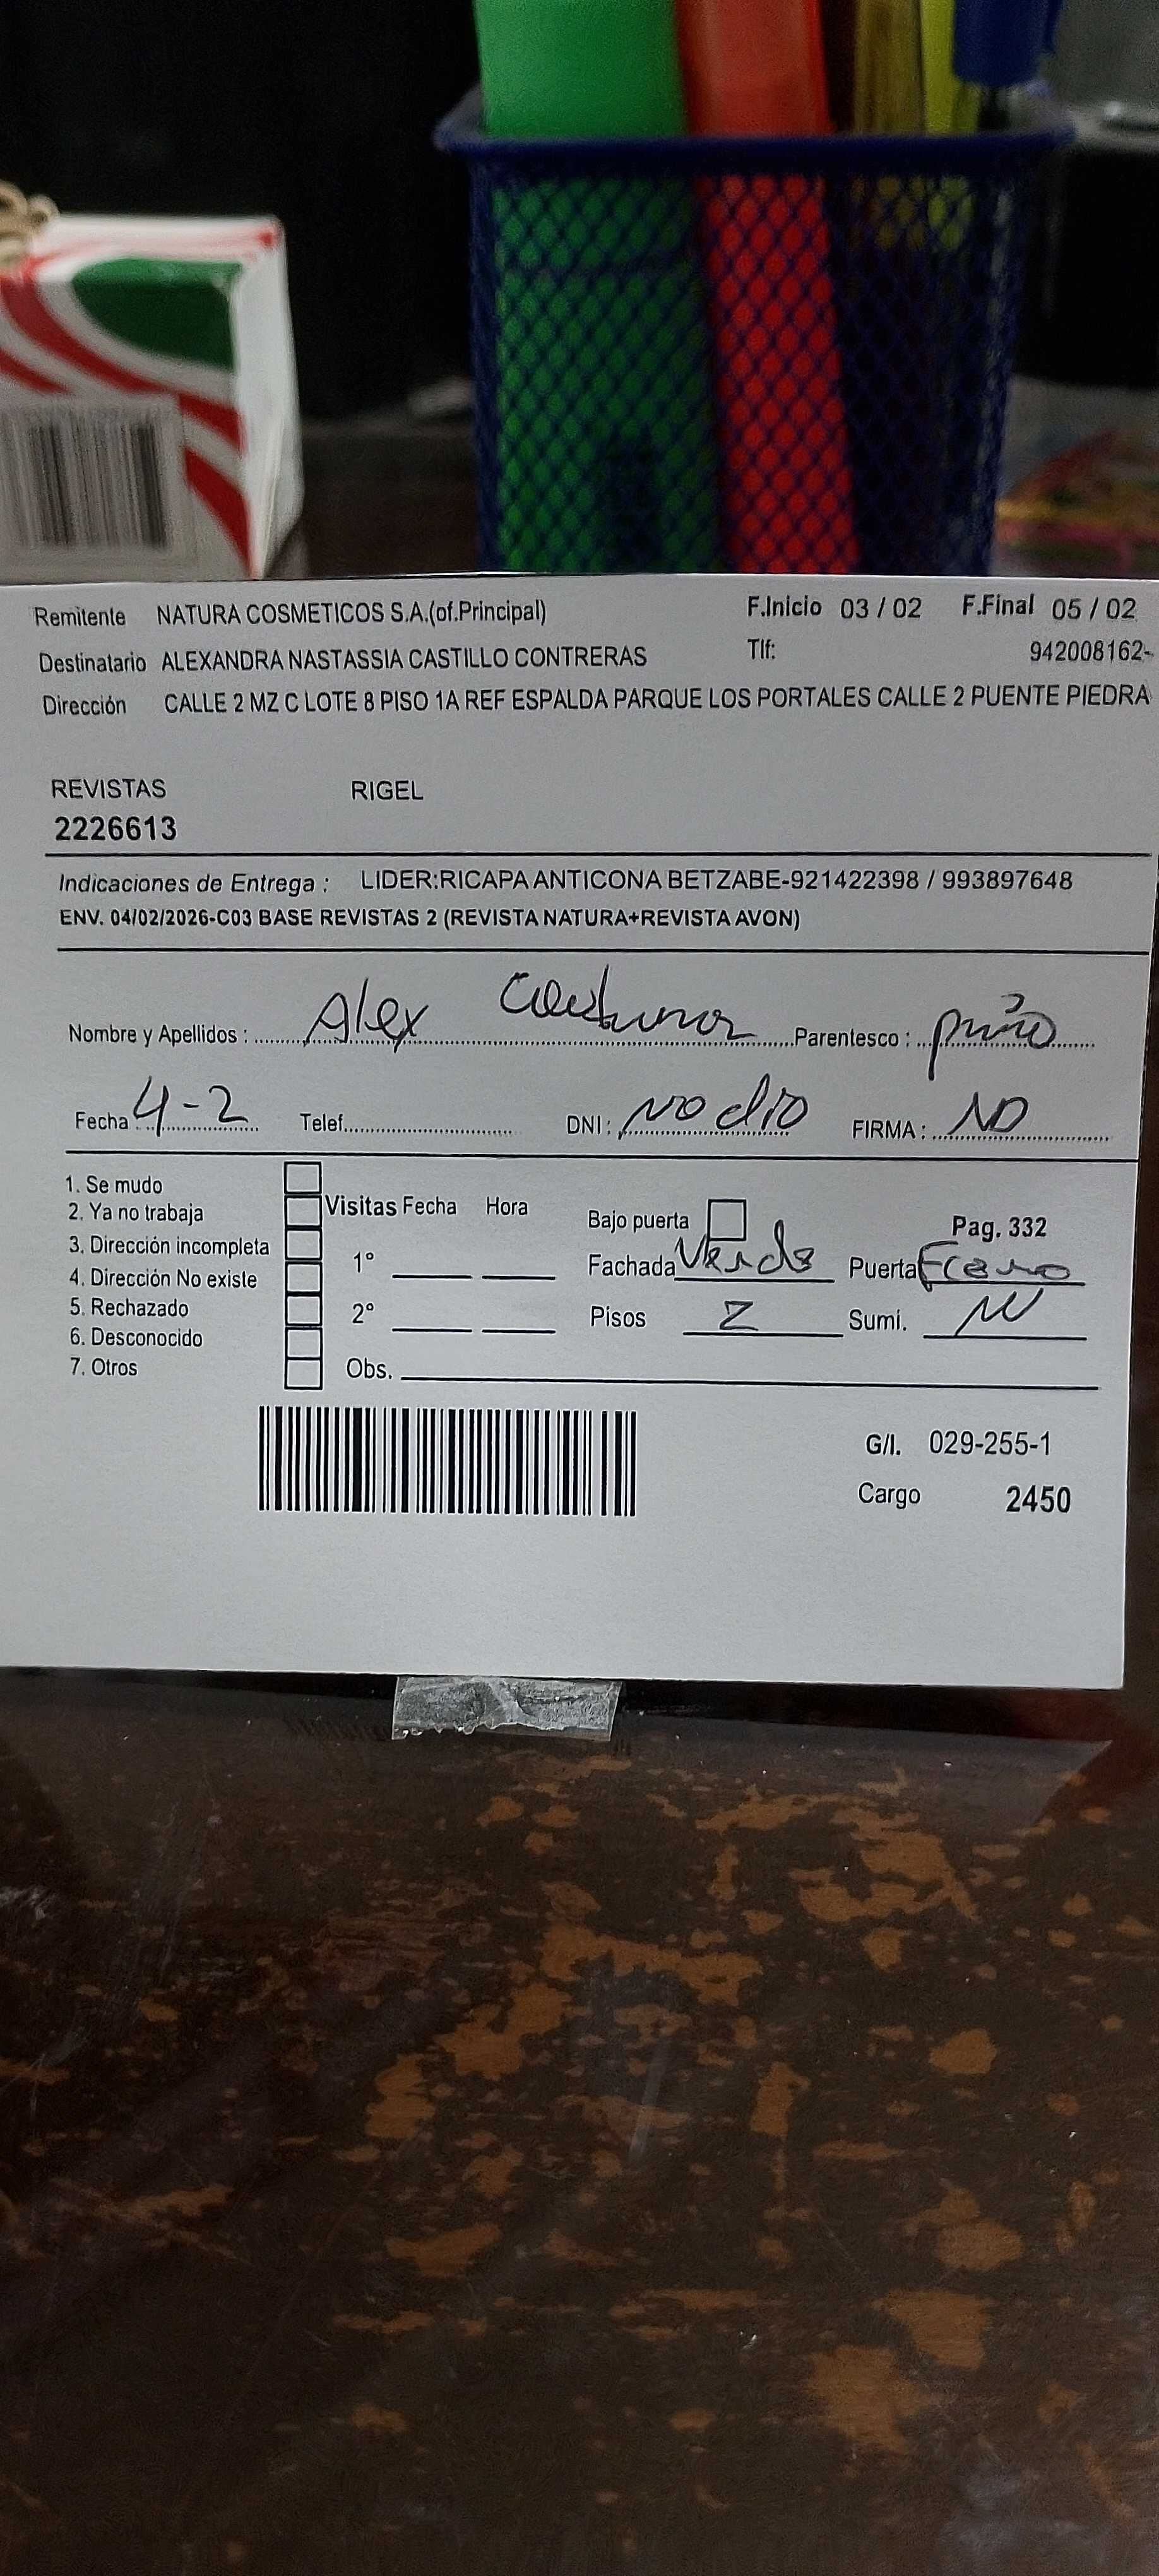 Remitente NATURA COSMETICOS S.A.(of.Principal) F.Inicio 03 / 02 F.Final 05 / 02
Destinatario ALEXANDRA NASTASSIA CASTILLO CONTRERAS Tlf: 942008162-
Dirección CALLE 2 MZ C LOTE 8 PISO 1A REF ESPALDA PARQUE LOS PORTALES CALLE 2 PUENTE PIEDRA
REVISTAS RIGEL
2226613
Indicaciones de Entrega : LIDER:RICAPA ANTICONA BETZABE-921422398 / 993897648
ENV. 04/02/2026-C03 BASE REVISTAS 2 (REVISTA NATURA+REVISTA AVON)
Nombre y Apellidos : Alex Parentesco :
Fecha 4-2 Telef. DNI: no dio FIRMA: NO
1. Se mudo
2. Ya no trabaja Visitas Fecha Hora Bajo puerta Pag. 332
3. Dirección incompleta 1° Fachada Verde Puerta
4. Dirección No existe
5. Rechazado 2° Pisos 2 Sumi.
6. Desconocido
7. Otros Obs.
G/I. 029-255-1
Cargo 2450